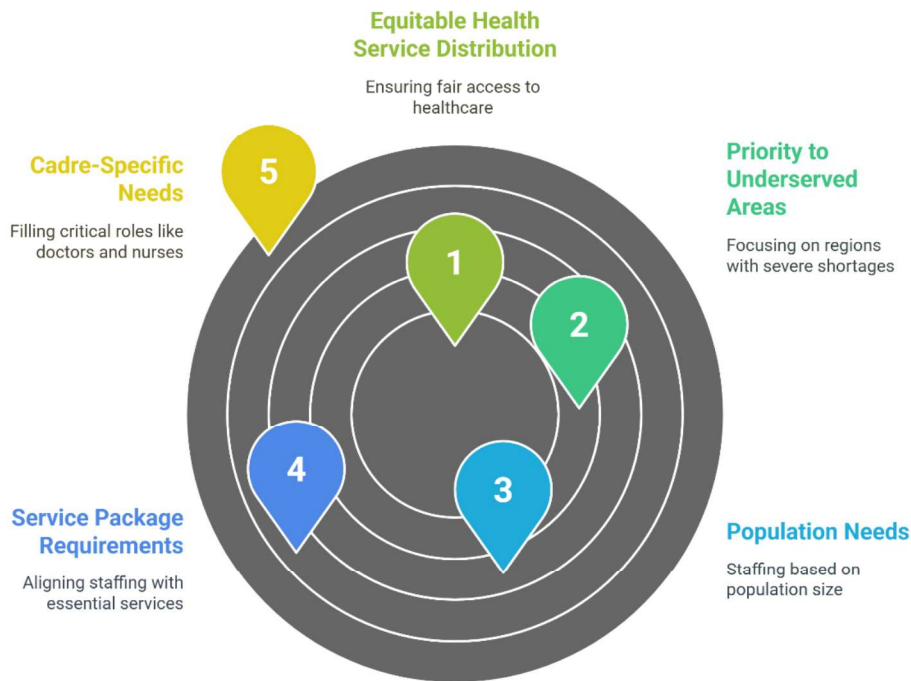 Equitable Health
Service Distribution
Ensuring fair access to
healthcare
1
Priority to
Underserved
Areas
Focusing on regions
with severe shortages
2
Population Needs
Staffing based on
population size
3
Service Package
Requirements
Aligning staffing with
essential services
4
Cadre-Specific
Needs
Filling critical roles like
doctors and nurses
5